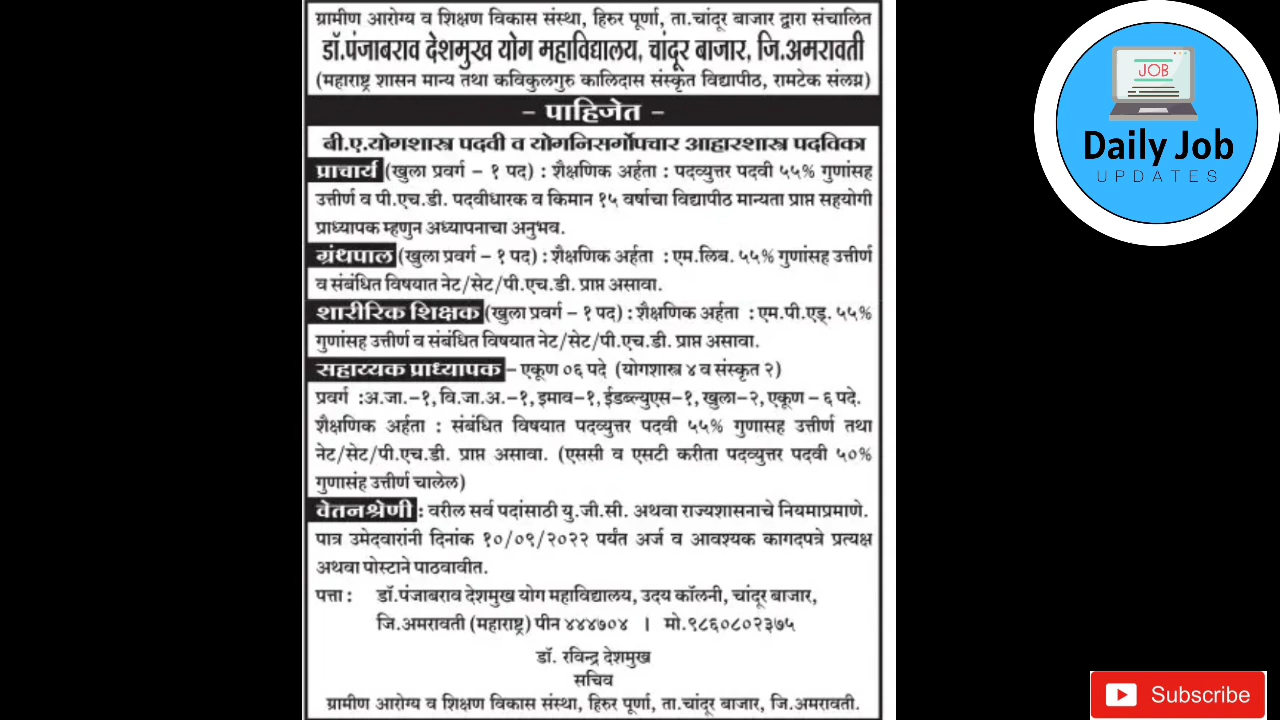 ग्रामीण आरोग्य व शिक्षण विकास संस्था, हिरुर पूर्णा, ता.चांदूर बाजार द्वारा संचालित
डॉ.पंजाबराव देशमुख योग महाविद्यालय, चांदूर बाजार, जि.अमरावती
(महाराष्ट्र शासन मान्य तथा कविकुलगुरु कालिदास संस्कृत विद्यापीठ, रामटेक संलग्न)
- पाहिजेत -
बी.ए.योगशास्त्र पदवी व योगनिसर्गोपचार आहारशास्त्र पदविका
प्राचार्य (खुला प्रवर्ग - १ पद) : शैक्षणिक अर्हता : पदव्युत्तर पदवी ५५% गुणांसह
उत्तीर्ण व पी.एच.डी. पदवीधारक व किमान १५ वर्षाचा विद्यापीठ मान्यता प्राप्त सहयोगी
प्राध्यापक म्हणुन अध्यापनाचा अनुभव.
ग्रंथपाल (खुला प्रवर्ग - १ पद) : शैक्षणिक अर्हता : एम.लिब. ५५% गुणांसह उत्तीर्ण
व संबंधित विषयात नेट/सेट/पी.एच.डी. प्राप्त असावा.
शारीरिक शिक्षक (खुला प्रवर्ग - १ पद) : शैक्षणिक अर्हता : एम.पी.एड्. ५५%
गुणांसह उत्तीर्ण व संबंधित विषयात नेट/सेट/पी.एच.डी. प्राप्त असावा.
सहाय्यक प्राध्यापक - एकूण ०६ पदे (योगशास्त्र ४ व संस्कृत २)
प्रवर्ग :अ.जा.-१, वि.जा.अ.-१, इमाव-१, ईडब्ल्युएस-१, खुला-२, एकूण - ६ पदे.
शैक्षणिक अर्हता : संबंधित विषयात पदव्युत्तर पदवी ५५% गुणासह उत्तीर्ण तथा
नेट/सेट/पी.एच.डी. प्राप्त असावा. (एससी व एसटी करीता पदव्युत्तर पदवी ५०%
गुणासंह उत्तीर्ण चालेल)
वेतनश्रेणी : वरील सर्व पदांसाठी यु.जी.सी. अथवा राज्यशासनाचे नियमाप्रमाणे.
पात्र उमेदवारांनी दिनांक १०/०९/२०२२ पर्यंत अर्ज व आवश्यक कागदपत्रे प्रत्यक्ष
अथवा पोस्टाने पाठवावीत.
पत्ता : डॉ.पंजाबराव देशमुख योग महाविद्यालय, उदय कॉलनी, चांदूर बाजार,
जि.अमरावती (महाराष्ट्र) पीन ४४४७०४ । मो.९८६०८०२३७५
डॉ. रविन्द्र देशमुख
सचिव
ग्रामीण आरोग्य व शिक्षण विकास संस्था, हिरुर पूर्णा, ता.चांदूर बाजार, जि.अमरावती.
JOB
Daily Job
UPDATES
Subscribe